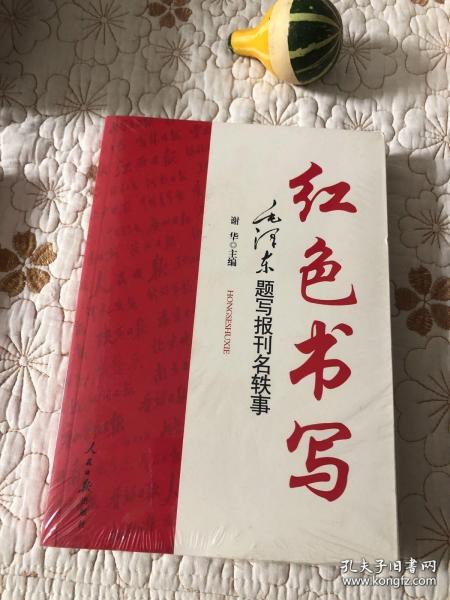 红色书写
毛泽东
题写报刊名轶事
HONGSESHUXIE
谢华◎主编
人民日报出版社
孔夫子旧书网
www.kongfz.com